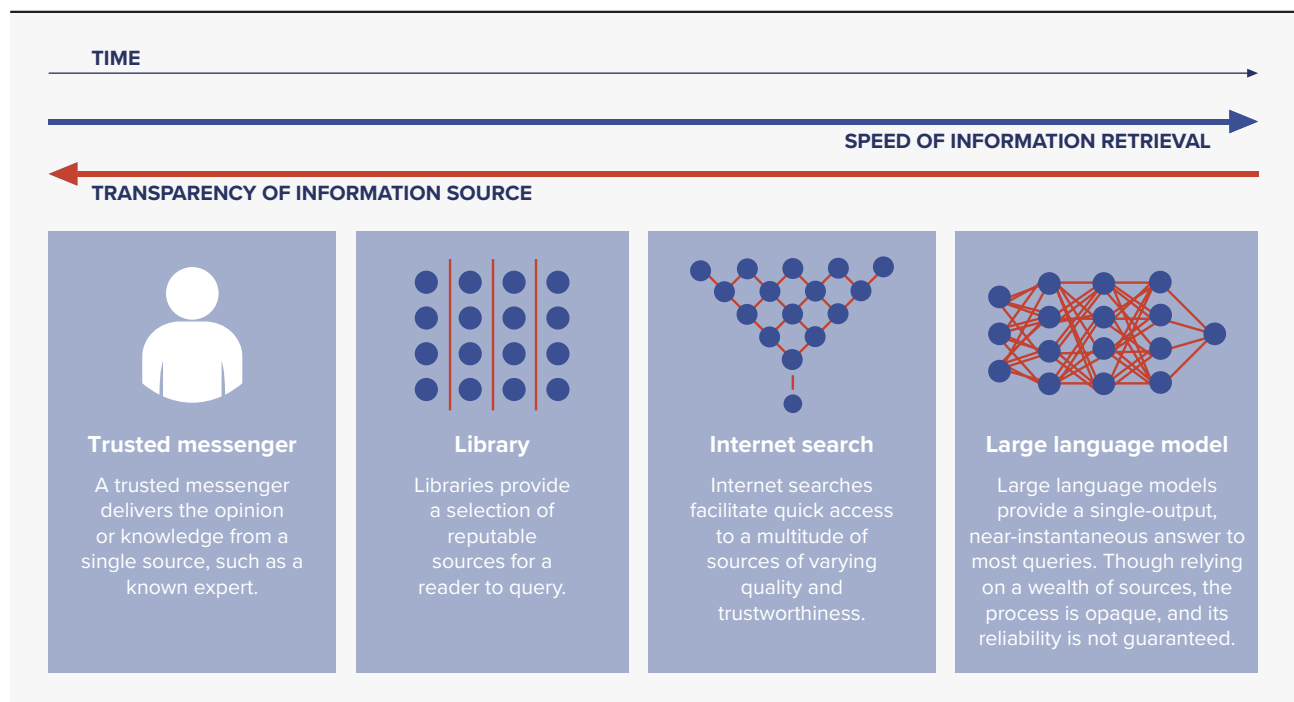 TIME
SPEED OF INFORMATION RETRIEVAL
TRANSPARENCY OF INFORMATION SOURCE
Trusted messenger
A trusted messenger
delivers the opinion
or knowledge from a
single source, such as a
known expert.
Library
Libraries provide
a selection of
reputable
sources for a
reader to query.
Internet search
Internet searches
facilitate quick access
to a multitude of
sources of varying
quality and
trustworthiness.
Large language model
Large language models
provide a single-output,
near-instantaneous answer to
most queries. Though relying
on a wealth of sources, the
process is opaque, and its
reliability is not guaranteed.